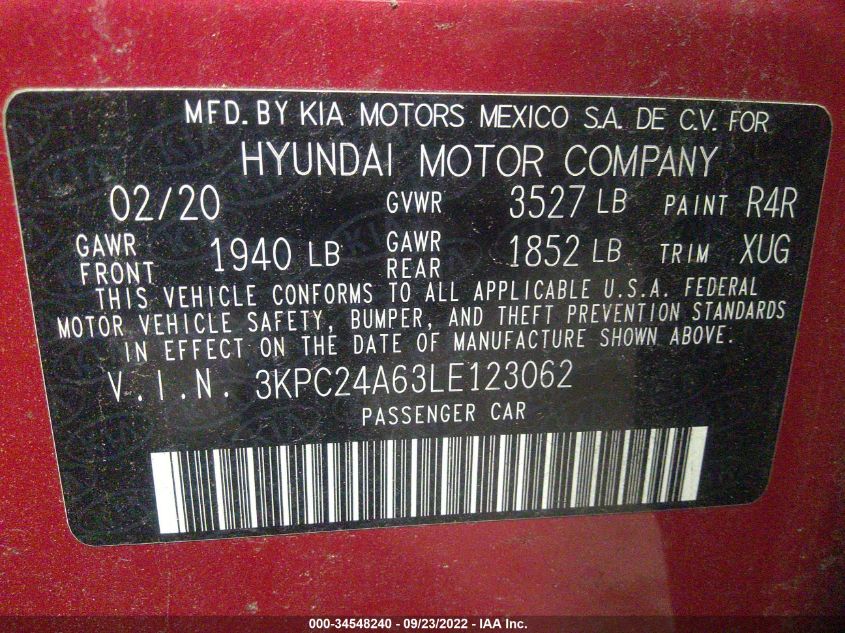 MFD. BY KIA MOTORS MEXICO S.A. DE C.V. FOR
HYUNDAI MOTOR COMPANY
02/20 GVWR 3527 LB PAINT R4R
GAWR FRONT 1940 LB GAWR REAR 1852 LB TRIM XUG
THIS VEHICLE CONFORMS TO ALL APPLICABLE U.S.A. FEDERAL
MOTOR VEHICLE SAFETY, BUMPER, AND THEFT PREVENTION STANDARDS
IN EFFECT ON THE DATE OF MANUFACTURE SHOWN ABOVE.
V.I.N. 3KPC24A63LE123062
PASSENGER CAR
000-34548240 - 09/23/2022 - IAA Inc.